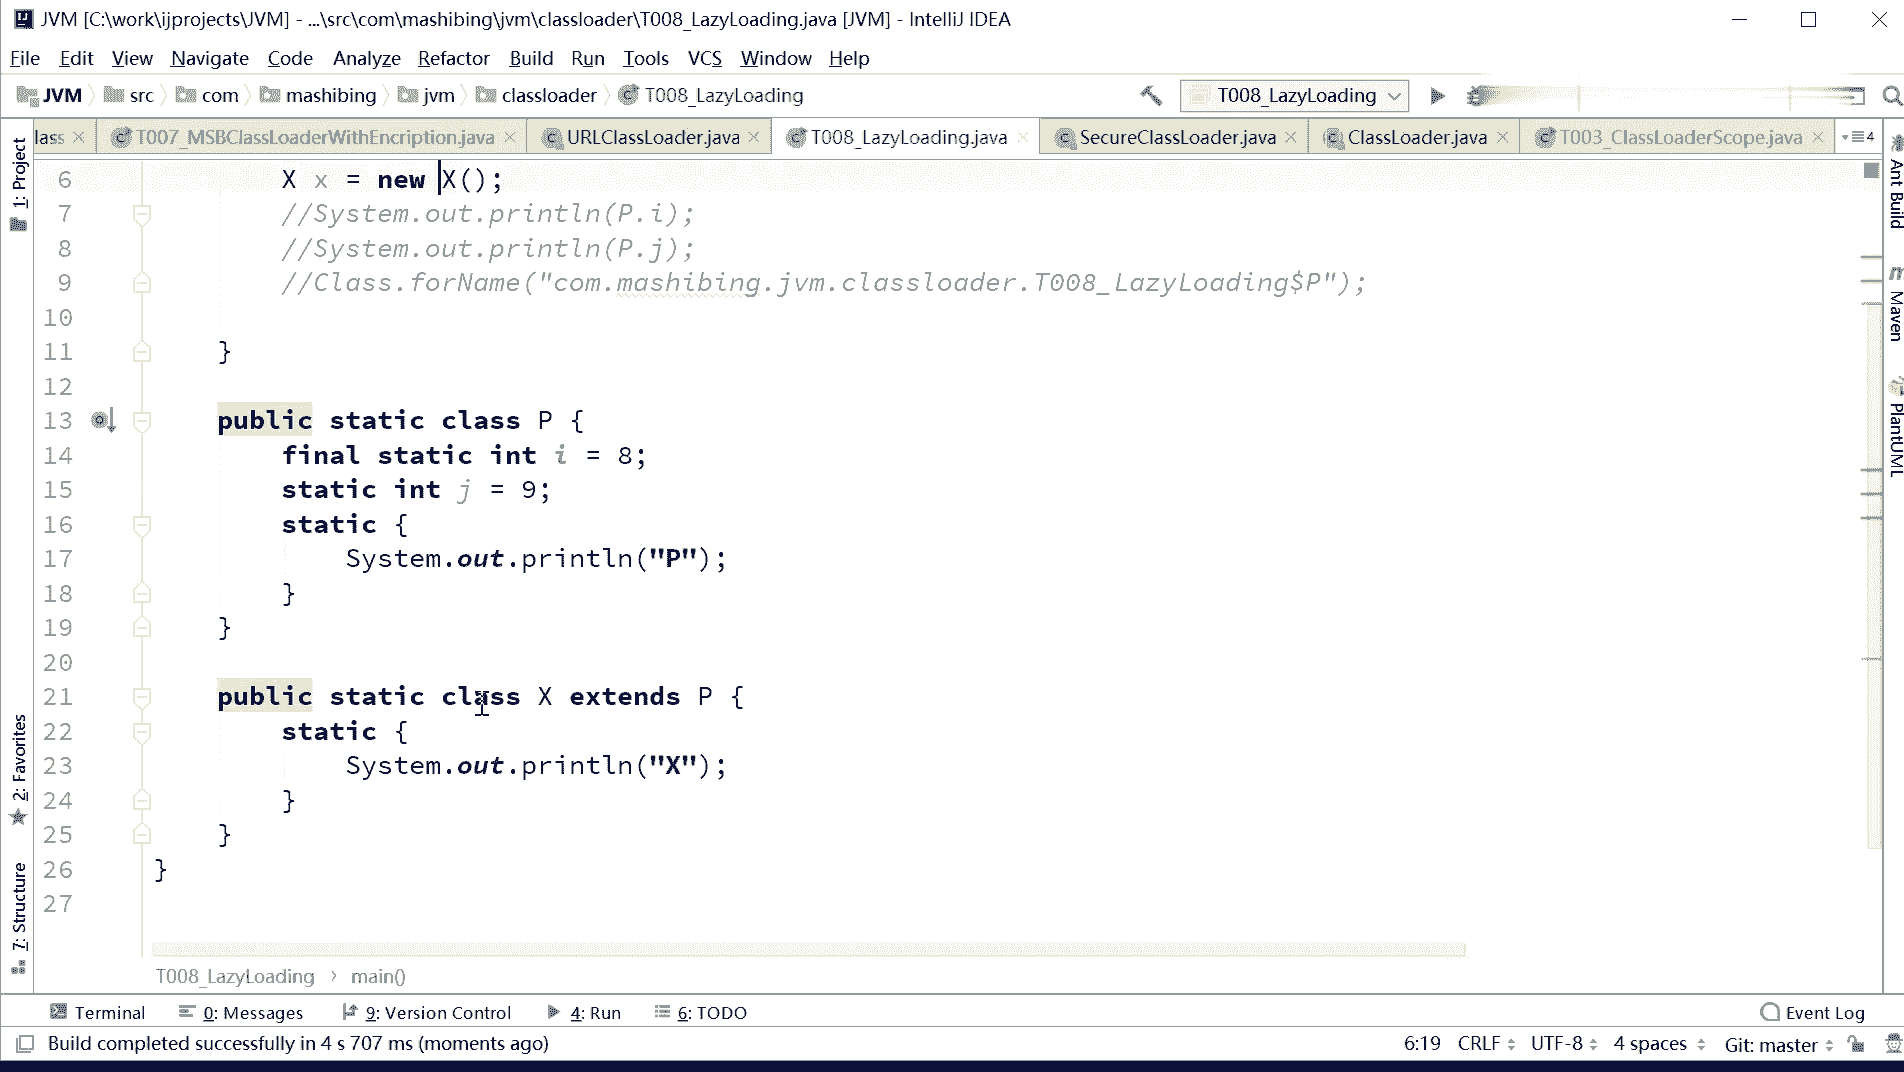 JVM [C:\work\ijprojects\JVM] - ...\src\com\mashibing\jvm\classloader\T008_LazyLoading.java [JVM] - IntelliJ IDEA
File Edit View Navigate Code Analyze Refactor Build Run Tools VCS Window Help
JVM src com mashibing jvm classloader T008_LazyLoading T008_LazyLoading
lass T007_MSBClassLoaderWithEncription.java URLClassLoader.java T008_LazyLoading.java SecureClassLoader.java ClassLoader.java T003_ClassLoaderScope.java 4
1: Project
2: Favorites
7: Structure
6 X x = new X();
7 //System.out.println(P.i);
8 //System.out.println(P.j);
9 //Class.forName("com.mashibing.jvm.classloader.T008_LazyLoading$P");
10
11 }
12
13 public static class P {
14 final static int i = 8;
15 static int j = 9;
16 static {
17 System.out.println("P");
18 }
19 }
20
21 public static class X extends P {
22 static {
23 System.out.println("X");
24 }
25 }
26 }
27
Ant Build
Maven
PlantUML
T008_LazyLoading › main()
Terminal 0: Messages 9: Version Control 4: Run 6: TODO Event Log
Build completed successfully in 4 s 707 ms (moments ago) 6:19 CRLF UTF-8 4 spaces Git: master